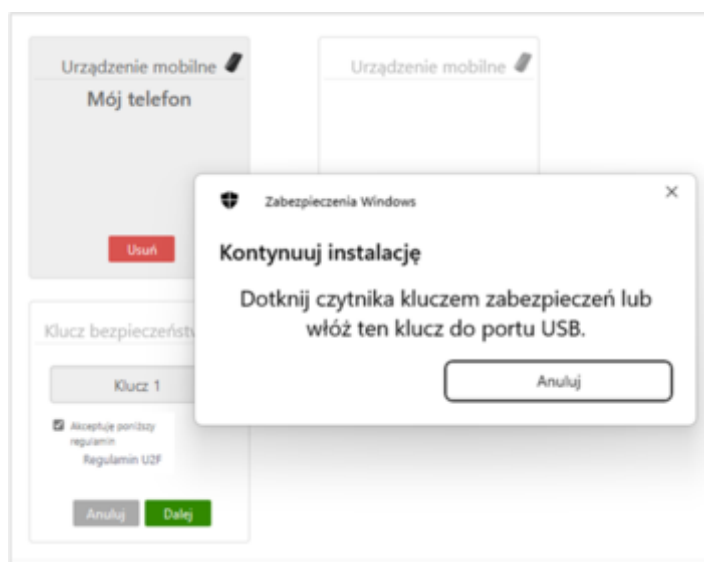 Urządzenie mobilne
Mój telefon
Usuń
Urządzenie mobilne
Zabezpieczenia Windows
Kontynuuj instalację
Dotknij czytnika kluczem zabezpieczeń lub
włóż ten klucz do portu USB.
Anuluj
Klucz bezpieczeństw
Klucz 1
Akceptuję poniższy
regulamin
Regulamin U2F
Anuluj
Dalej